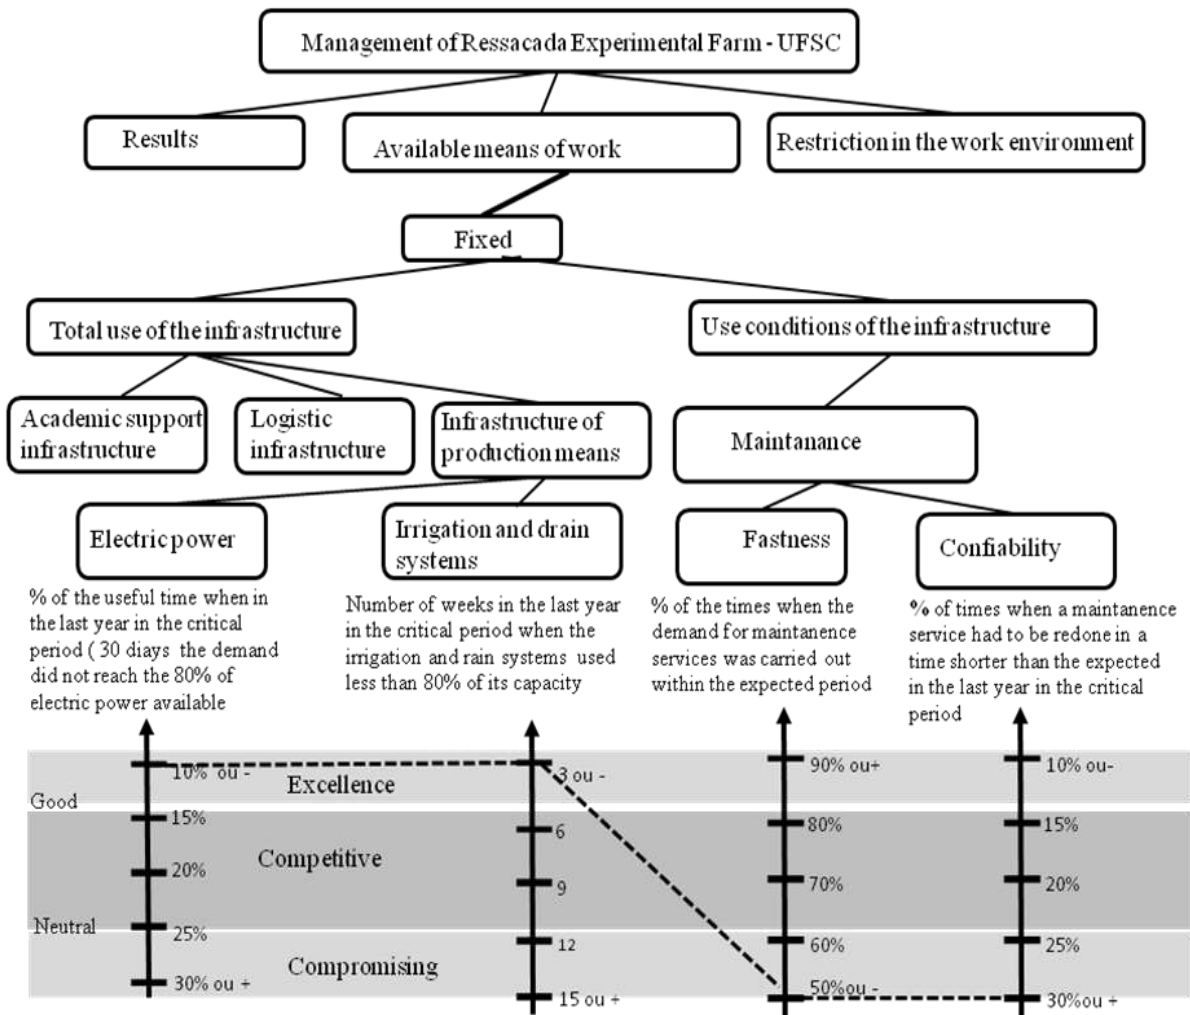 Management of Ressacada Experimental Farm - UFSC
Results
Available means of work
Restriction in the work environment
Fixed
Total use of the infrastructure
Use conditions of the infrastructure
Academic support
infrastructure
Logistic
infrastructure
Infrastructure of
production means
Maintanance
Electric power
Irrigation and drain
systems
Fastness
Confiability
% of the useful time when in
the last year in the critical
period ( 30 diays the demand
did not reach the 80% of
electric power available
Number of weeks in the last year
in the critical period when the
irrigation and rain systems used
less than 80% of its capacity
% of the times when the
demand for maintanence
services was carried out
within the expected period
% of times when a maintanence
service had to be redone in a
time shorter than the expected
in the last year in the critical
period
10% ou -
3 ou -
90% ou+
10% ou-
Excellence
Good
15%
6
80%
15%
Competitive
20%
9
70%
20%
Neutral
25%
12
60%
25%
Compromising
30% ou +
15 ou +
50%ou -
30%ou +